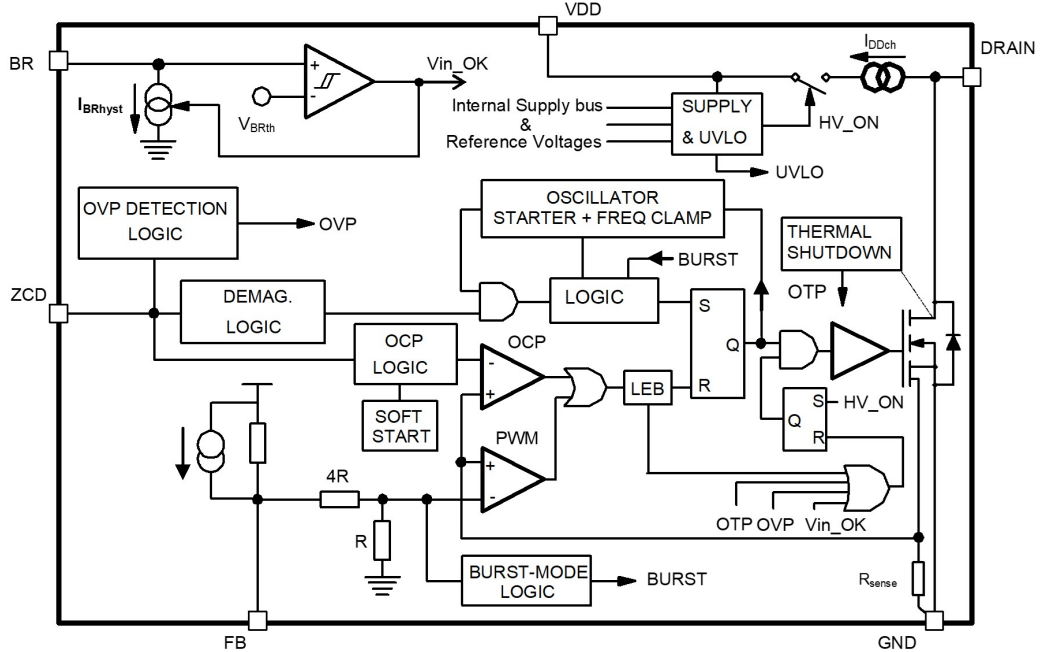 VDD
BR
+
-
Vin_OK
IDDch
DRAIN
IBRhyst
VBRth
Internal Supply bus
&
Reference Voltages
SUPPLY
& UVLO
HV_ON
UVLO
OVP DETECTION
LOGIC
OVP
OSCILLATOR
STARTER + FREQ CLAMP
THERMAL
SHUTDOWN
BURST
OTP
ZCD
DEMAG.
LOGIC
LOGIC
S
Q
R
OCP
LOGIC
OCP
-
+
LEB
SOFT
START
S
Q
R
HV_ON
PWM
+
-
4R
R
OTP
OVP
Vin_OK
BURST-MODE
LOGIC
BURST
Rsense
FB
GND